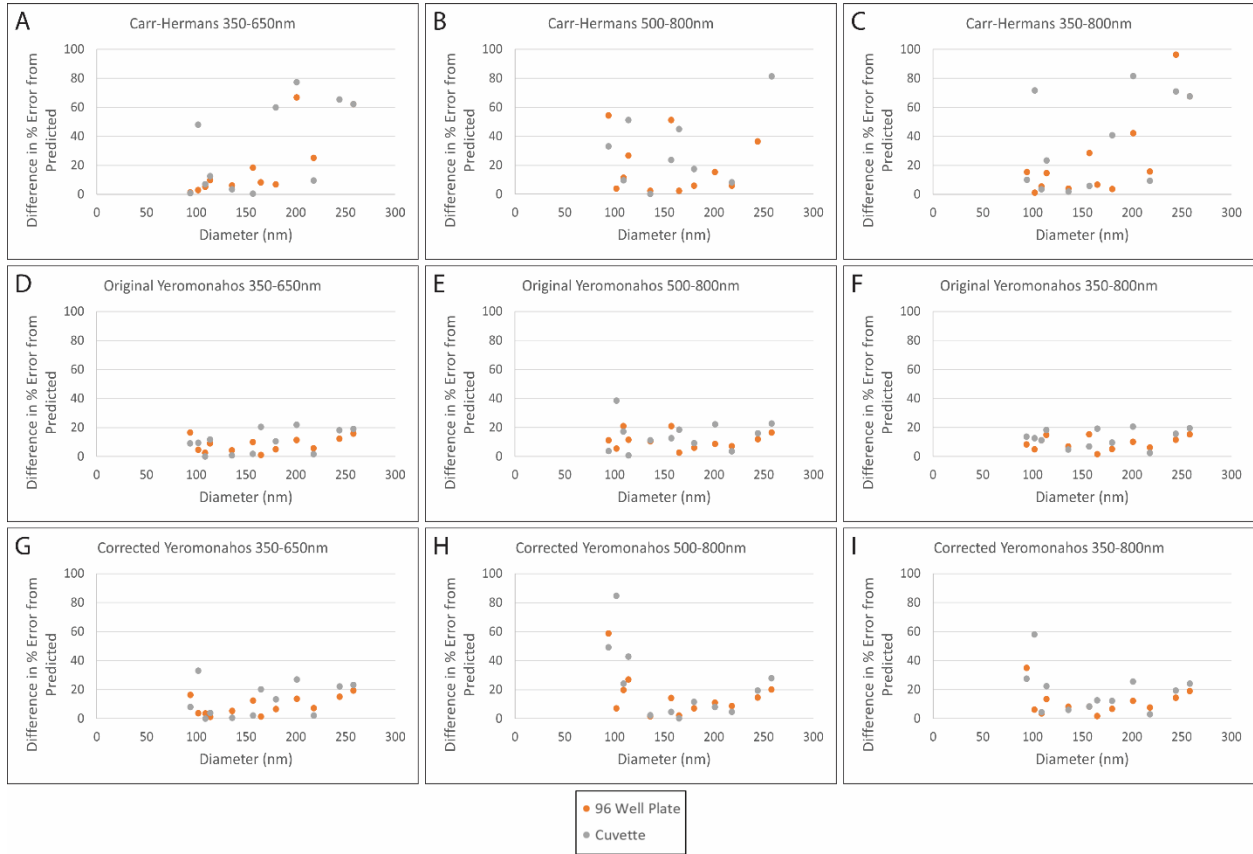 A
Carr-Hermans 350-650nm
Difference in % Error from
Predicted
100
80
60
40
20
0
0 50 100 150 200 250 300
Diameter (nm)
B
Carr-Hermans 500-800nm
Difference in % Error from
Predicted
100
80
60
40
20
0
0 50 100 150 200 250 300
Diameter (nm)
C
Carr-Hermans 350-800nm
Difference in % Error from
Predicted
100
80
60
40
20
0
0 50 100 150 200 250 300
Diameter (nm)
D
Original Yeromonahos 350-650nm
Difference in % Error from
Predicted
100
80
60
40
20
0
0 50 100 150 200 250 300
Diameter (nm)
E
Original Yeromonahos 500-800nm
Difference in % Error from
Predicted
100
80
60
40
20
0
0 50 100 150 200 250 300
Diameter (nm)
F
Original Yeromonahos 350-800nm
Difference in % Error from
Predicted
100
80
60
40
20
0
0 50 100 150 200 250 300
Diameter (nm)
G
Corrected Yeromonahos 350-650nm
Difference in % Error from
Predicted
100
80
60
40
20
0
0 50 100 150 200 250 300
Diameter (nm)
H
Corrected Yeromonahos 500-800nm
Difference in % Error from
Predicted
100
80
60
40
20
0
0 50 100 150 200 250 300
Diameter (nm)
I
Corrected Yeromonahos 350-800nm
Difference in % Error from
Predicted
100
80
60
40
20
0
0 50 100 150 200 250 300
Diameter (nm)
96 Well Plate
Cuvette